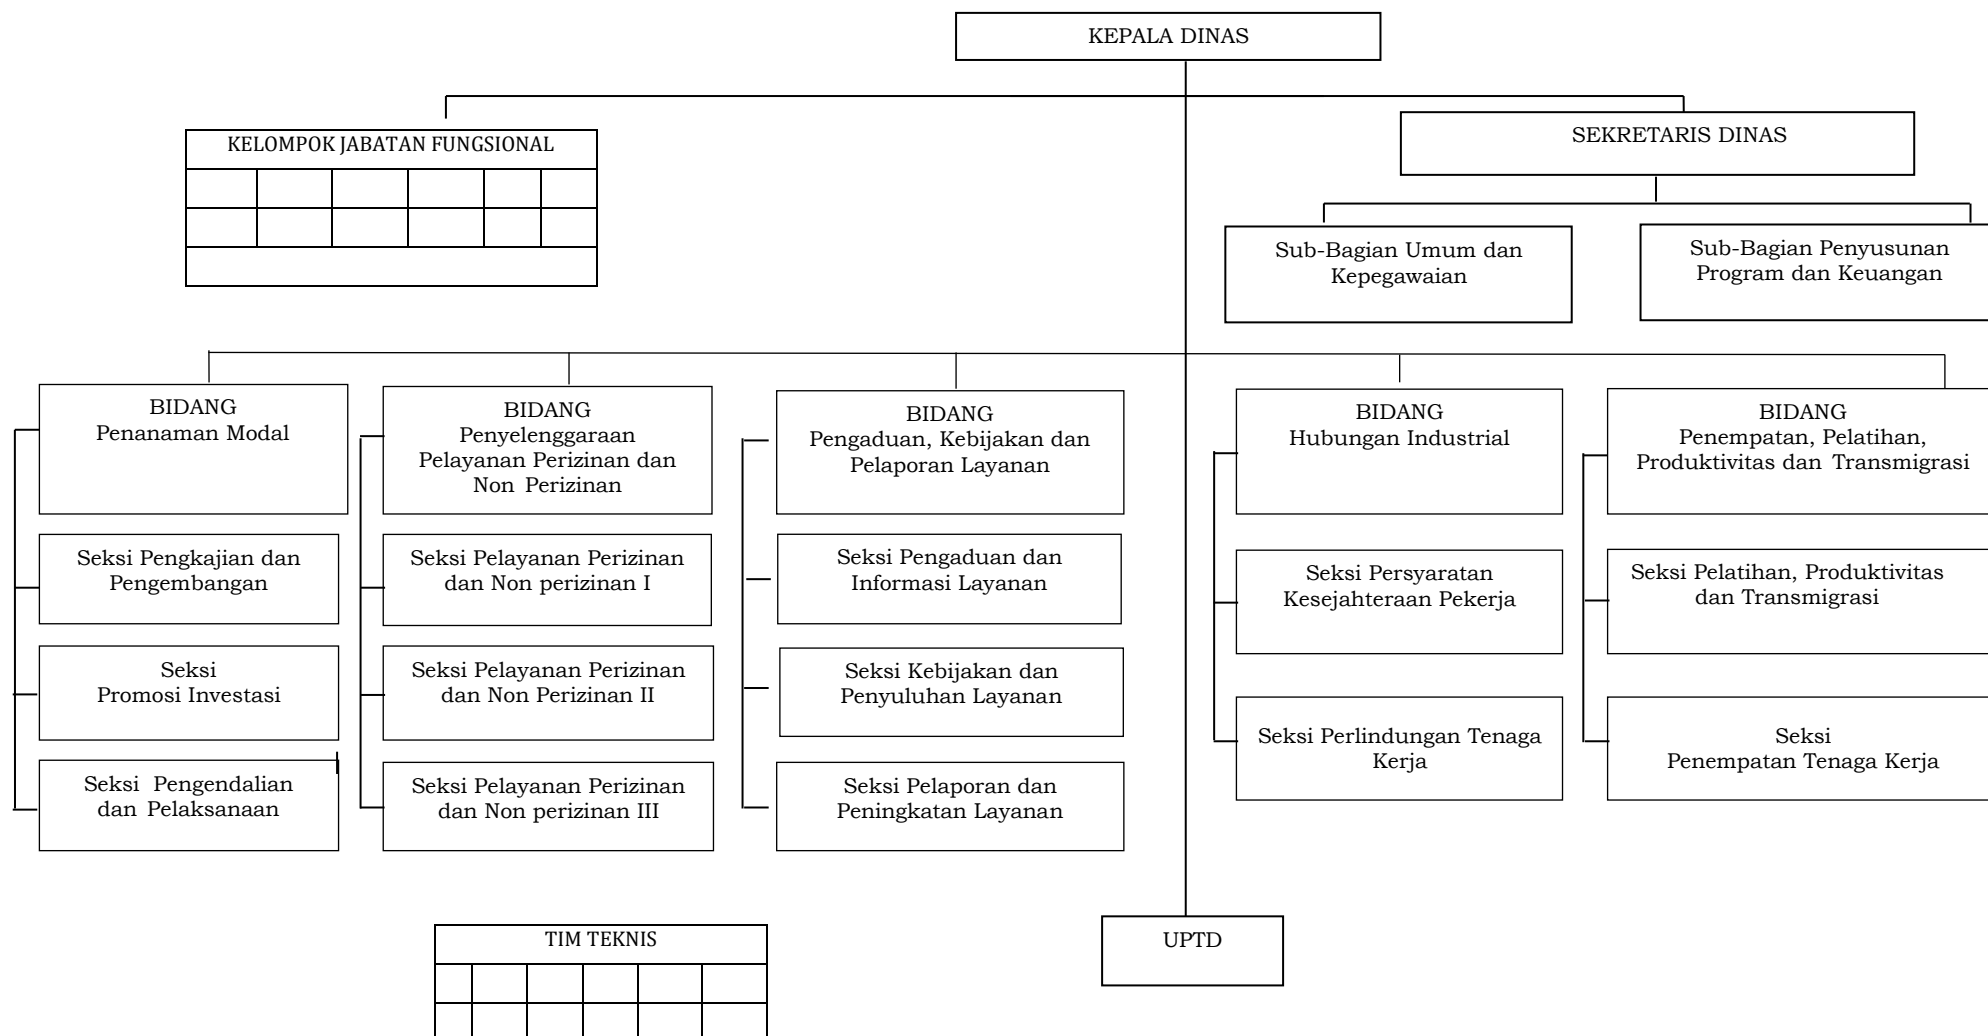 KEPALA DINAS
KELOMPOK JABATAN FUNGSIONAL
SEKRETARIS DINAS
Sub-Bagian Umum dan
Kepegawaian
Sub-Bagian Penyusunan
Program dan Keuangan
BIDANG
Penanaman Modal
Seksi Pengkajian dan
Pengembangan
Seksi
Promosi Investasi
Seksi Pengendalian
dan Pelaksanaan
BIDANG
Penyelenggaraan
Pelayanan Perizinan dan
Non Perizinan
Seksi Pelayanan Perizinan
dan Non perizinan I
Seksi Pelayanan Perizinan
dan Non Perizinan II
Seksi Pelayanan Perizinan
dan Non perizinan III
BIDANG
Pengaduan, Kebijakan dan
Pelaporan Layanan
Seksi Pengaduan dan
Informasi Layanan
Seksi Kebijakan dan
Penyuluhan Layanan
Seksi Pelaporan dan
Peningkatan Layanan
BIDANG
Hubungan Industrial
Seksi Persyaratan
Kesejahteraan Pekerja
Seksi Perlindungan Tenaga
Kerja
BIDANG
Penempatan, Pelatihan,
Produktivitas dan Transmigrasi
Seksi Pelatihan, Produktivitas
dan Transmigrasi
Seksi
Penempatan Tenaga Kerja
TIM TEKNIS
UPTD